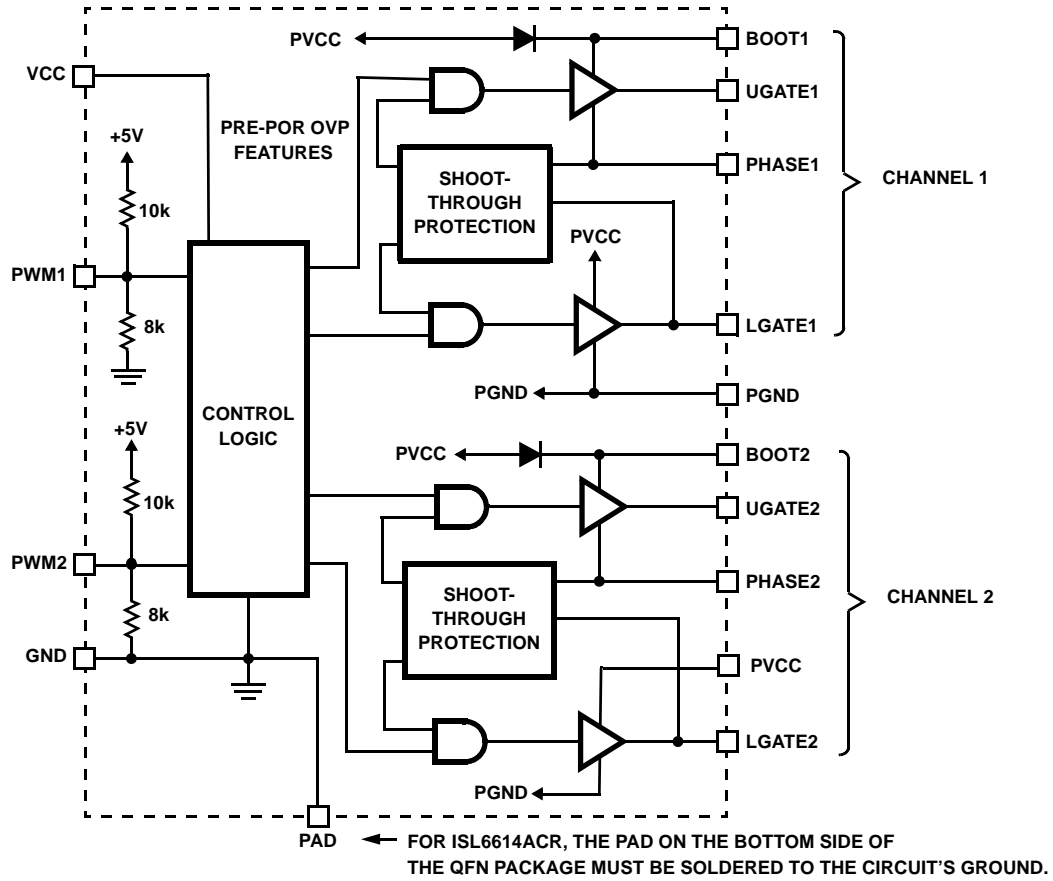 PVCC
BOOT1
VCC
UGATE1
+5V
PRE-POR OVP
FEATURES
PHASE1
SHOOT-
THROUGH
PROTECTION
CHANNEL 1
10k
PVCC
PWM1
8k
LGATE1
PGND
PGND
CONTROL
LOGIC
+5V
PVCC
BOOT2
10k
UGATE2
PWM2
PHASE2
SHOOT-
THROUGH
PROTECTION
CHANNEL 2
8k
GND
PVCC
LGATE2
PGND
PAD
FOR ISL6614ACR, THE PAD ON THE BOTTOM SIDE OF
THE QFN PACKAGE MUST BE SOLDERED TO THE CIRCUIT'S GROUND.